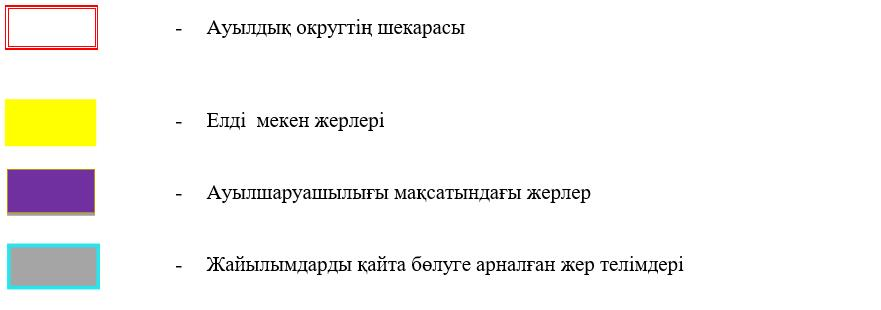 - Ауылдық округтің шекарасы
- Елді  мекен жерлері
- Ауылшаруашылығы мақсатындағы жерлер
- Жайылымдарды қайта бөлуге арналған жер телімдері